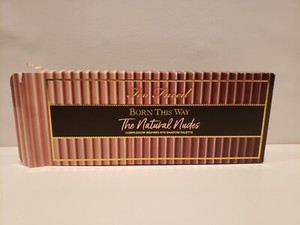 Too Faced
BORN THIS WAY
The Natural Nudes
COMPLEXION-INSPIRED EYE SHADOW PALETTE